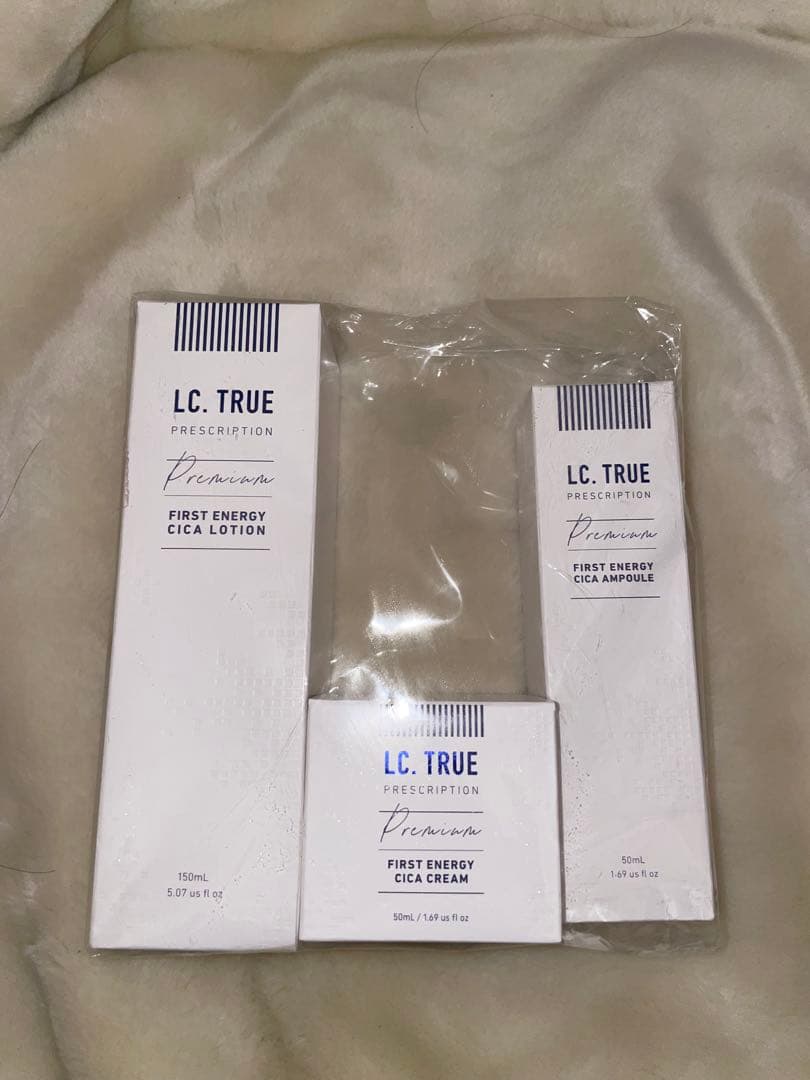 LC. TRUE
PRESCRIPTION
Premium
FIRST ENERGY
CICA LOTION
150mL
5.07 us fl oz
LC. TRUE
PRESCRIPTION
Premium
FIRST ENERGY
CICA CREAM
50mL / 1.69 us fl oz
LC. TRUE
PRESCRIPTION
Premium
FIRST ENERGY
CICA AMPOULE
50mL
1.69 us fl oz